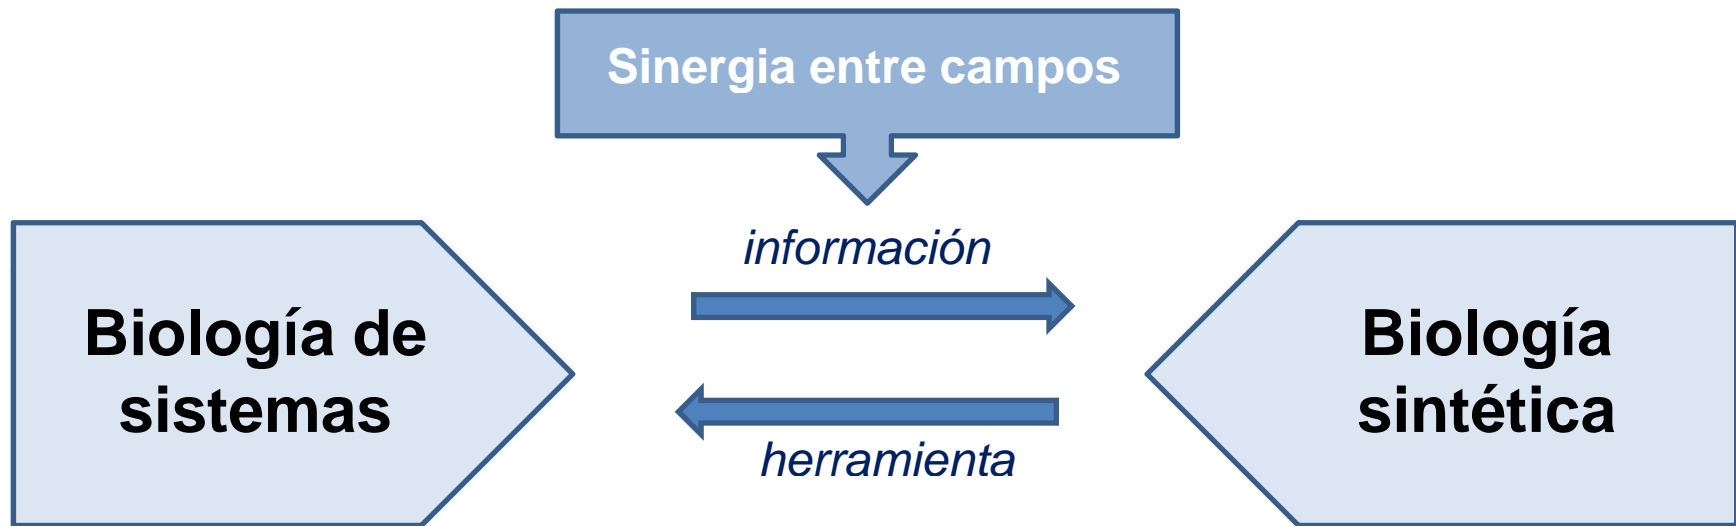 Sinergia entre campos
información
Biología de
sistemas
Biología
sintética
herramienta